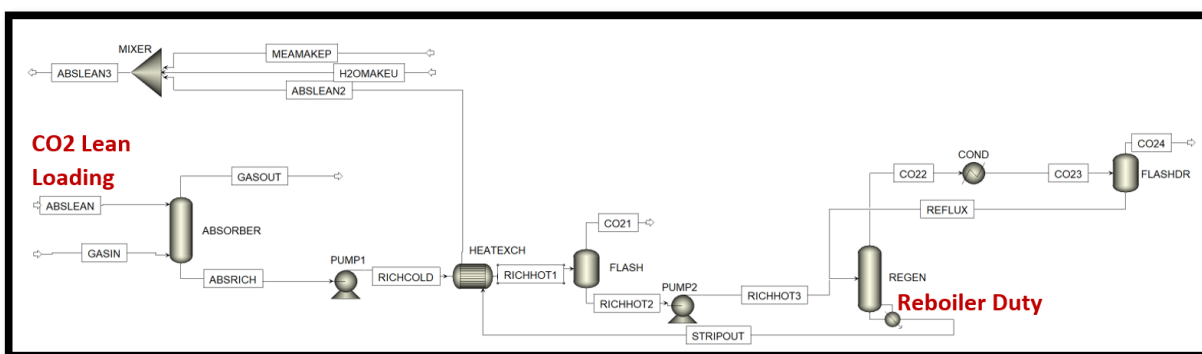 MIXER
MEAMAKEP
ABSLEAN3
H2OMAKEU
ABSLEAN2
CO2 Lean
Loading
GASOUT
ABSLEAN
ABSORBER
GASIN
ABSRICH
PUMP1
RICHCOLD
HEATEXCH
RICHHOT1
CO21
FLASH
RICHHOT2
PUMP2
RICHHOT3
STRIPOUT
CO22
COND
CO23
CO24
FLASHDR
REFLUX
REGEN
Reboiler Duty